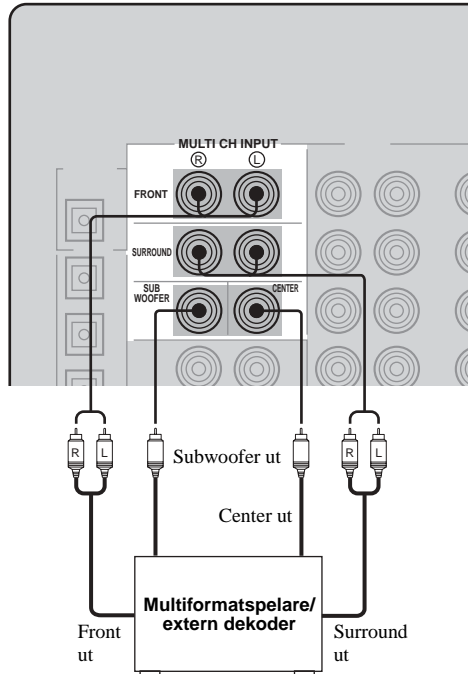 MULTI CH INPUT
R L
FRONT
SURROUND
SUB
WOOFER
CENTER
R L
R L
Subwoofer ut
Center ut
Multiformatspelare/
extern dekoder
Front
ut
Surround
ut